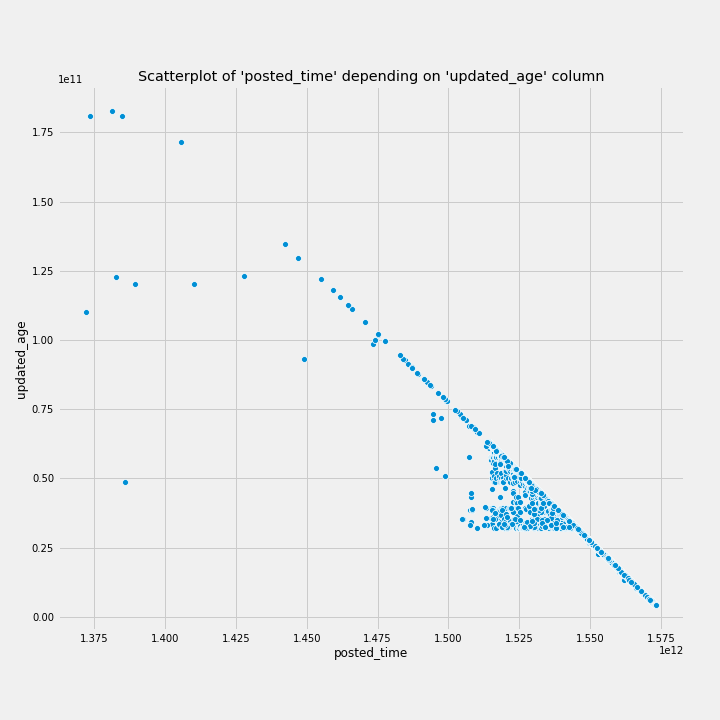 Scatterplot of 'posted_time' depending on 'updated_age' column
1e11
1.75
1.50
1.25
1.00
0.75
0.50
0.25
0.00
updated_age
1.375 1.400 1.425 1.450 1.475 1.500 1.525 1.550 1.575
1e12
posted_time